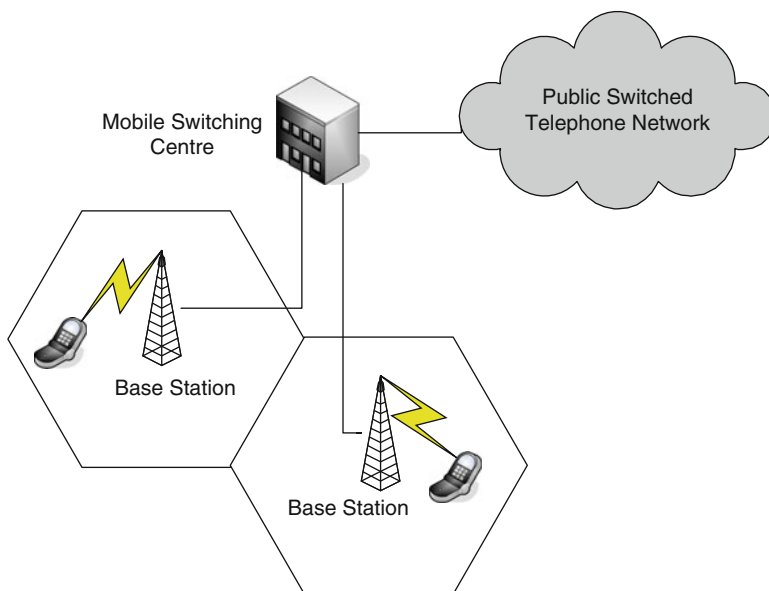 Public Switched
Telephone Network
Mobile Switching
Centre
Base Station
Base Station